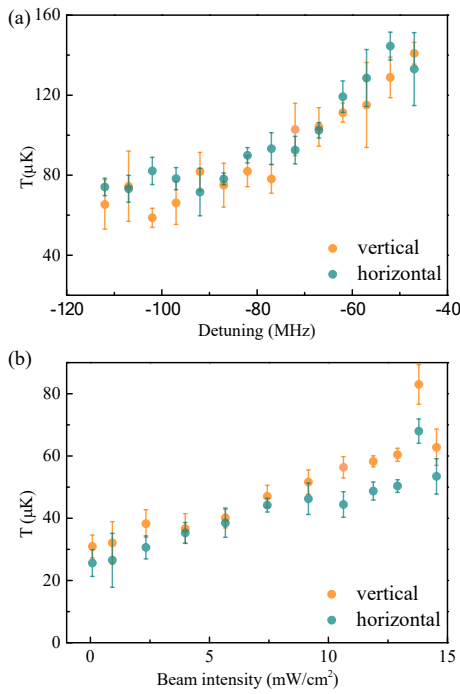 (a)
160
120
80
40
T(μK)
vertical
horizontal
-120
-100
-80
-60
-40
Detuning (MHz)
(b)
80
60
40
20
0
T (μK)
vertical
horizontal
0
5
10
15
Beam intensity (mW/cm²)